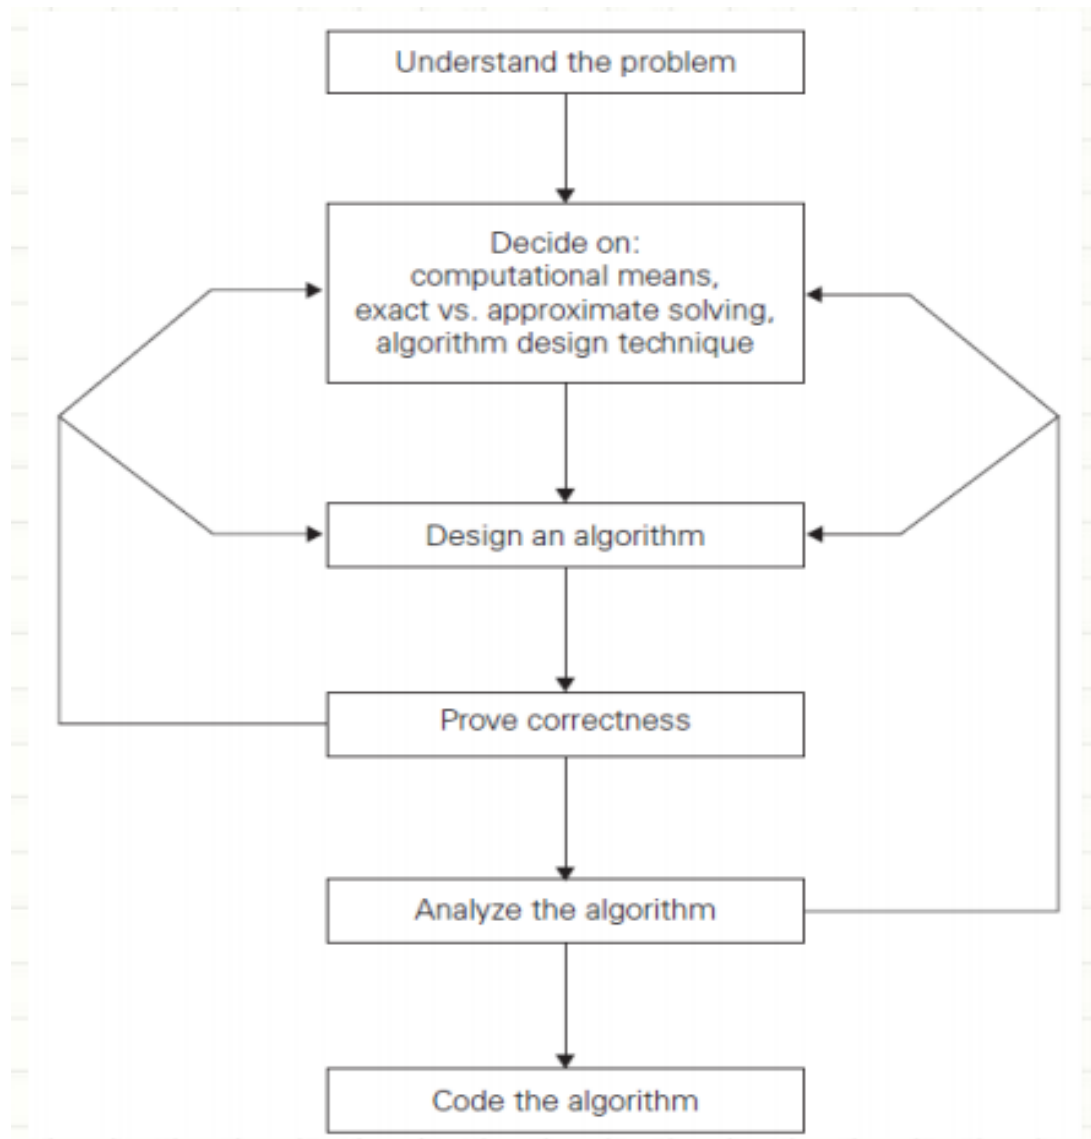 Understand the problem
Decide on:
computational means,
exact vs. approximate solving,
algorithm design technique
Design an algorithm
Prove correctness
Analyze the algorithm
Code the algorithm